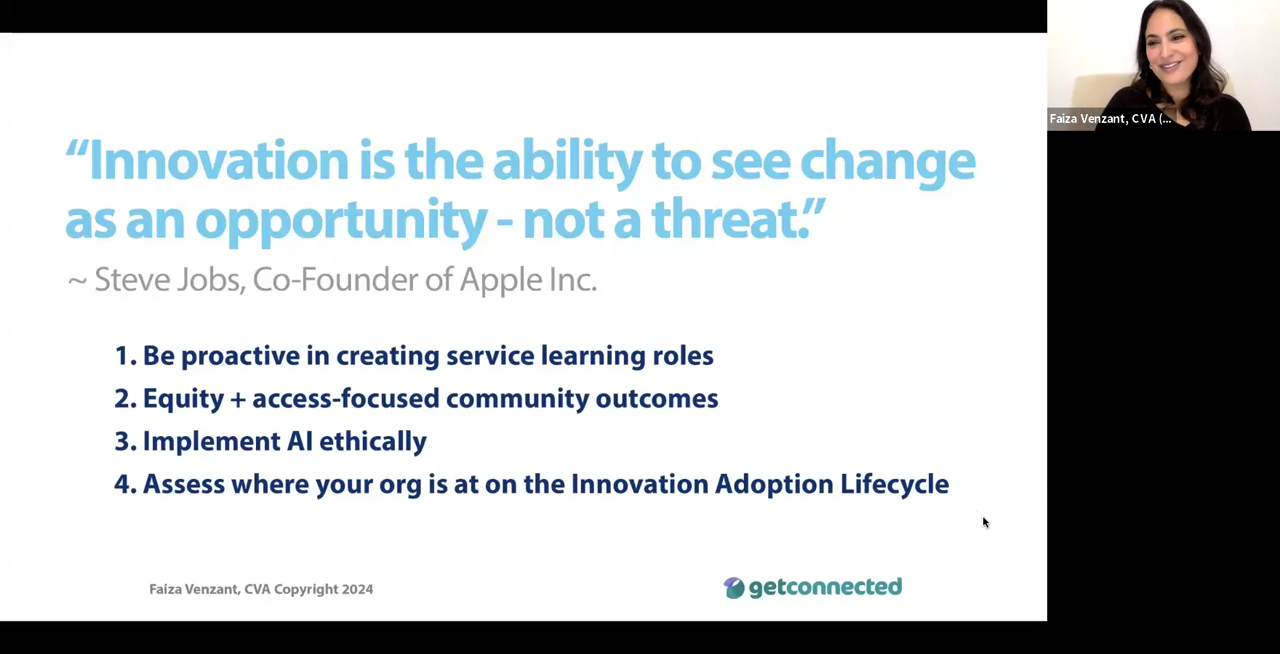 “Innovation is the ability to see change
as an opportunity - not a threat.”
~ Steve Jobs, Co-Founder of Apple Inc.
1. Be proactive in creating service learning roles
2. Equity + access-focused community outcomes
3. Implement AI ethically
4. Assess where your org is at on the Innovation Adoption Lifecycle
Faiza Venzant, CVA Copyright 2024
getconnected
Faiza Venzant, CVA (...